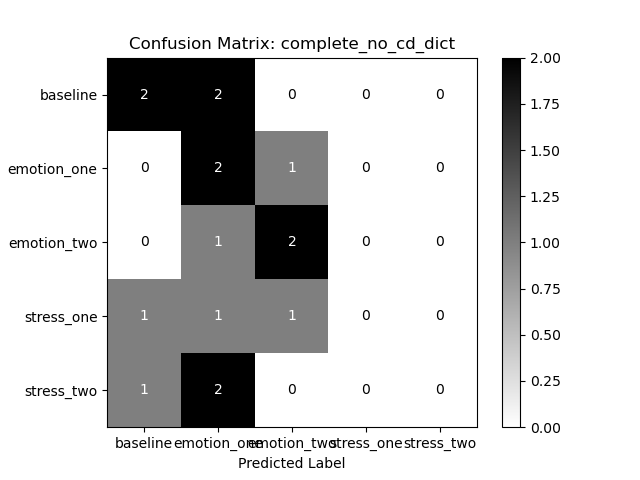 Confusion Matrix: complete_no_cd_dict
baseline 2 2 0 0 0
emotion_one 0 2 1 0 0
emotion_two 0 1 2 0 0
stress_one 1 1 1 0 0
stress_two 1 2 0 0 0
baseline emotion_one emotion_two stress_one stress_two
Predicted Label
2.00
1.75
1.50
1.25
1.00
0.75
0.50
0.25
0.00